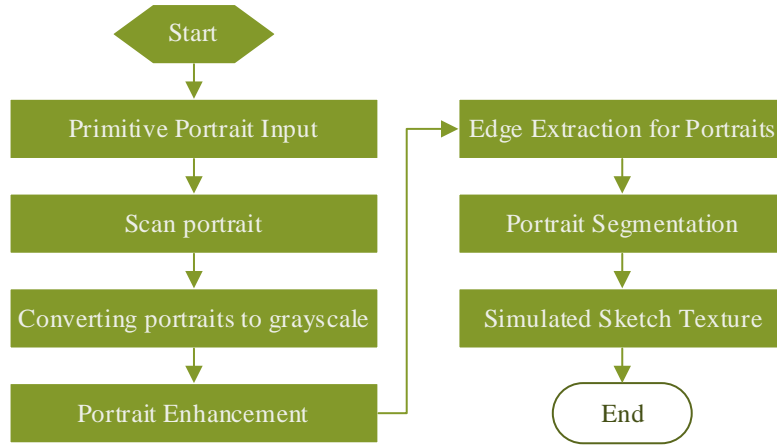 Start
Primitive Portrait Input
Scan portrait
Converting portraits to grayscale
Portrait Enhancement
Edge Extraction for Portraits
Portrait Segmentation
Simulated Sketch Texture
End